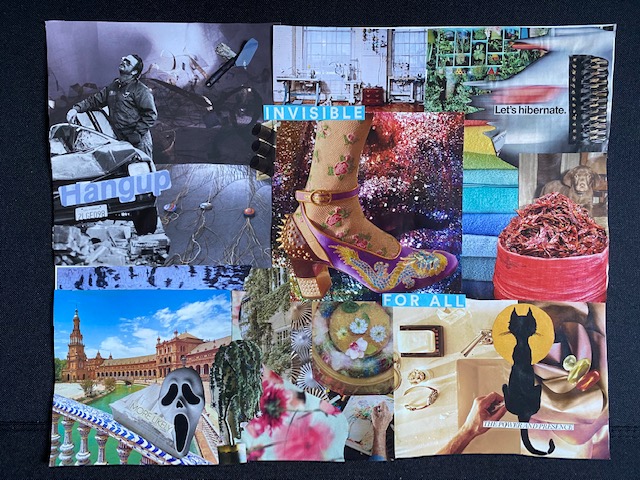 INVISIBLE
Let's hibernate.
Hangup
FOR ALL
THE POWER AND PRESENCE